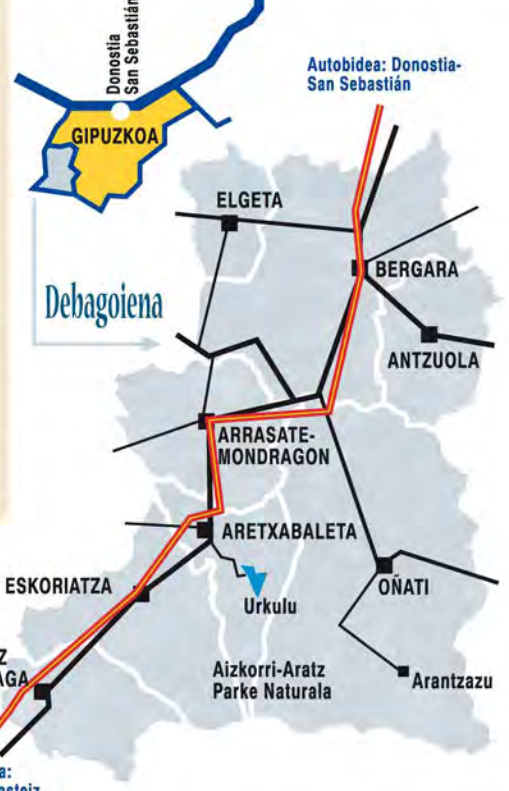 Donostia
San Sebastián
GIPUZKOA
Autobidea: Donostia-
San Sebastián
ELGETA
BERGARA
Debagoiena
ANTZUOLA
ARRASATE-
MONDRAGON
ARETXABALETA
ESKORIATZA
OÑATI
Urkulu
Aizkorri-Aratz
Parke Naturala
Arantzazu